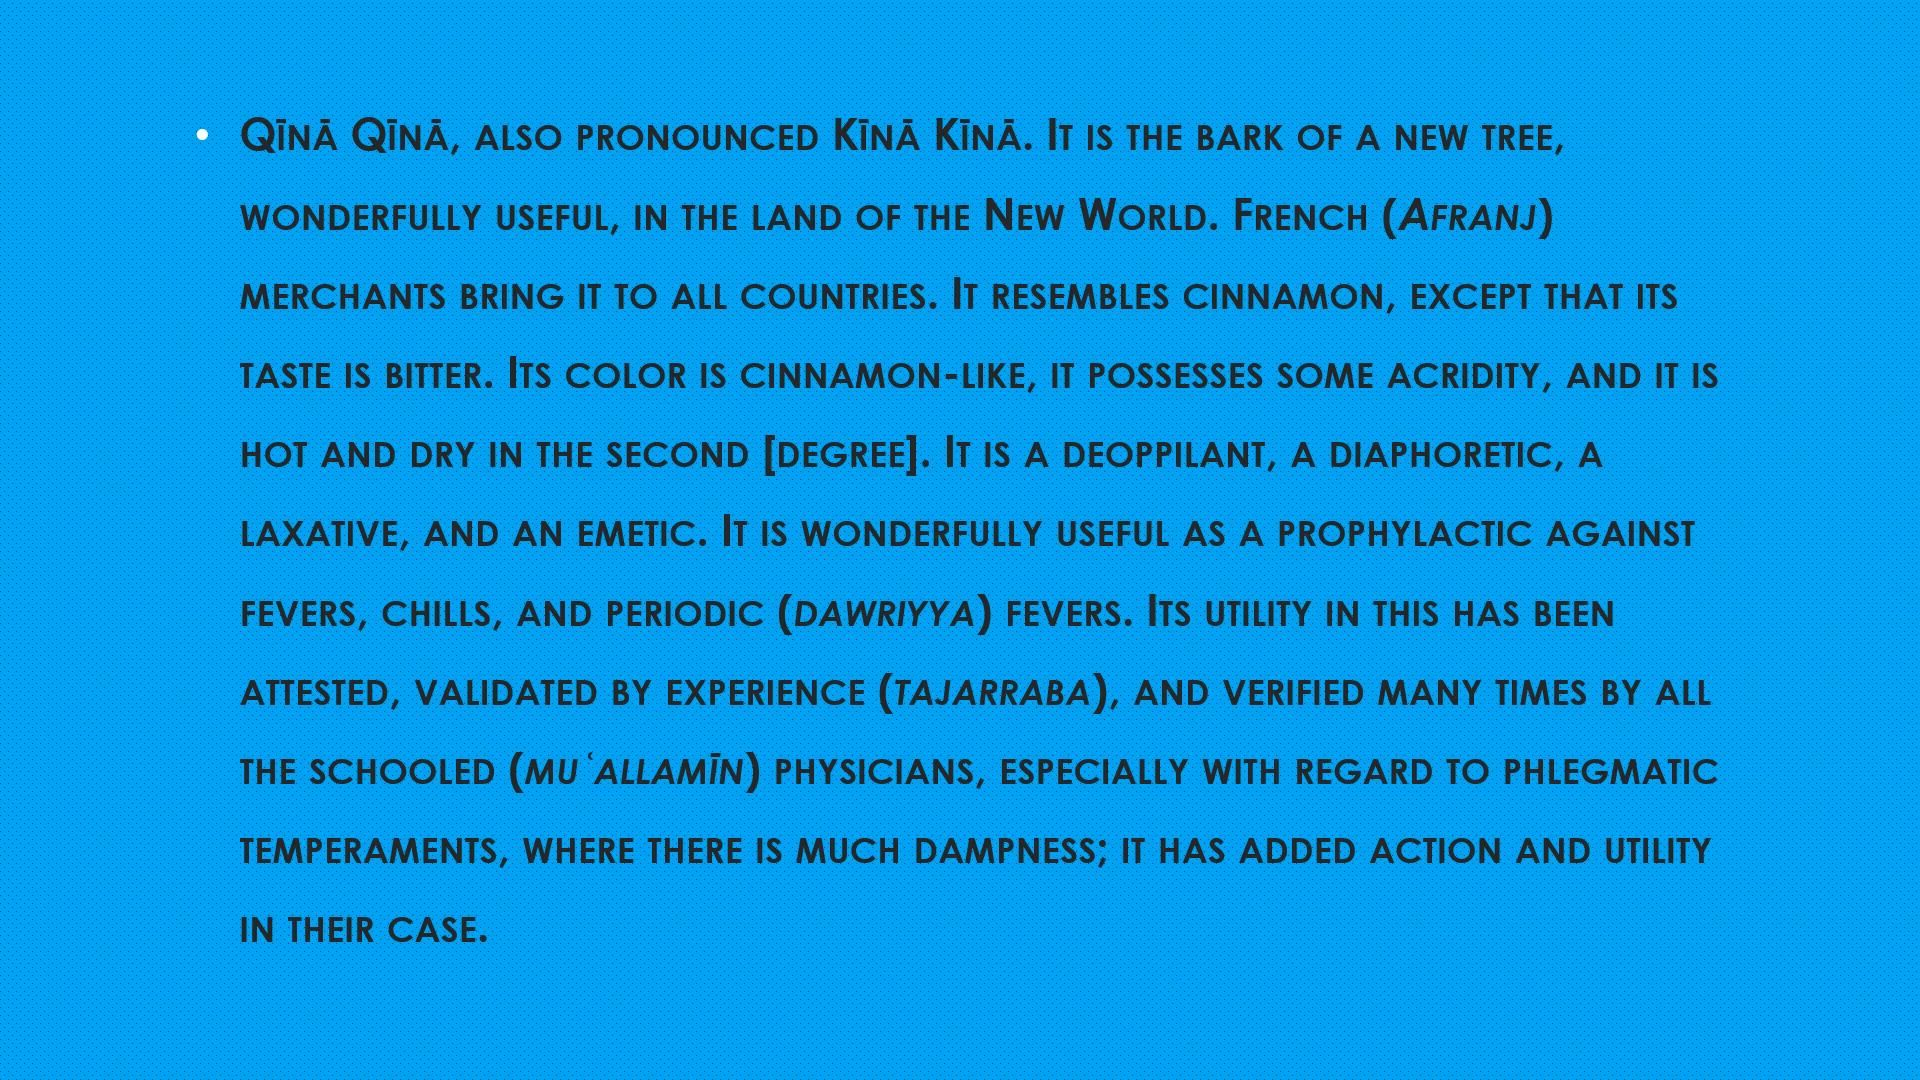 • Qīnā Qīnā, also pronounced Kīnā Kīnā. It is the bark of a new tree,
wonderfully useful, in the land of the New World. French (Afranj)
merchants bring it to all countries. It resembles cinnamon, except that its
taste is bitter. Its color is cinnamon-like, it possesses some acridity, and it is
hot and dry in the second [degree]. It is a deoppilant, a diaphoretic, a
laxative, and an emetic. It is wonderfully useful as a prophylactic against
fevers, chills, and periodic (dawriyya) fevers. Its utility in this has been
attested, validated by experience (tajarraba), and verified many times by all
the schooled (muʿallamīn) physicians, especially with regard to phlegmatic
temperaments, where there is much dampness; it has added action and utility
in their case.